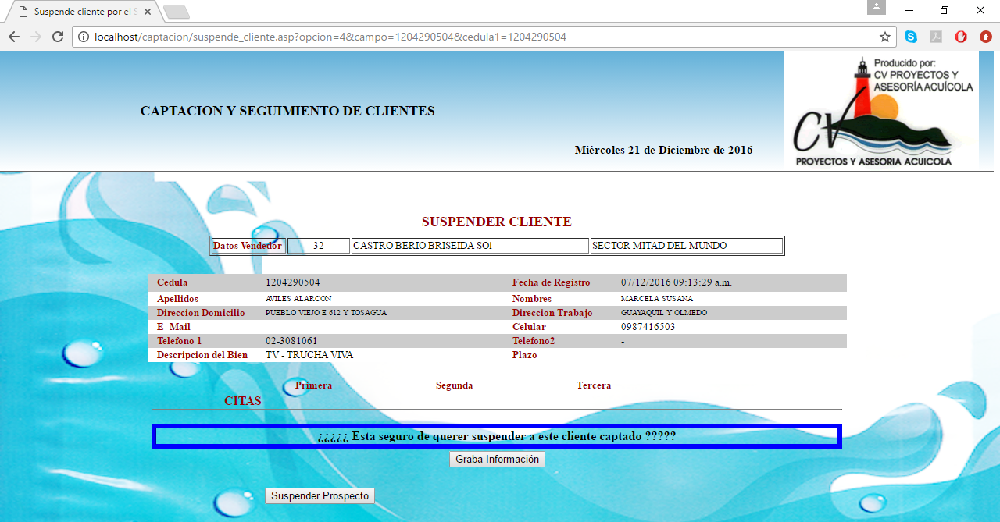 Suspende cliente por el S
localhost/captacion/suspende_cliente.asp?opcion=4&campo=1204290504&cedula1=1204290504
Producido por:
CV PROYECTOS Y
ASESORÍA ACUÍCOLA
CAPTACION Y SEGUIMIENTO DE CLIENTES
CV
Miércoles 21 de Diciembre de 2016
PROYECTOS Y ASESORIA ACUICOLA
SUSPENDER CLIENTE
Datos Vendedor 32 CASTRO BERIO BRISEIDA SOl SECTOR MITAD DEL MUNDO
Cedula 1204290504 Fecha de Registro 07/12/2016 09:13:29 a.m.
Apellidos AVILES ALARCON Nombres MARCELA SUSANA
Direccion Domicilio PUEBLO VIEJO E 612 Y TOSAGUA Direccion Trabajo GUAYAQUIL Y OLMEDO
E_Mail Celular 0987416503
Telefono 1 02-3081061 Telefono2 -
Descripcion del Bien TV - TRUCHA VIVA Plazo
Primera Segunda Tercera
CITAS
¿¿¿¿¿ Esta seguro de querer suspender a este cliente captado ?????
Graba Información
Suspender Prospecto